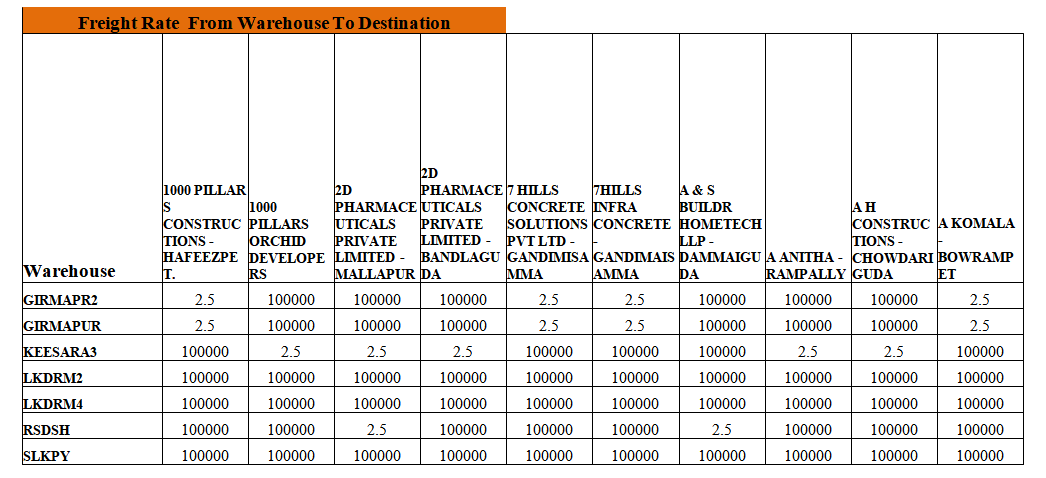 Freight Rate From Warehouse To Destination
Warehouse
1000 PILLAR
S
CONSTRUC
TIONS -
HAFEEZPE
T.
1000
PILLARS
ORCHID
DEVELOPE
RS
2D
PHARMACE
UTICALS
PRIVATE
LIMITED -
MALLAPUR
2D
PHARMACE
UTICALS
PRIVATE
LIMITED -
BANDLAGU
DA
7 HILLS
CONCRETE
SOLUTIONS
PVT LTD -
GANDIMISA
MMA
7HILLS
INFRA
CONCRETE
-
GANDIMAIS
AMMA
A & S
BUILDR
HOMETECH
LLP -
DAMMAIGU
DA
A ANITHA -
RAMPALLY
A H
CONSTRUC
TIONS -
CHOWDARI
GUDA
A KOMALA
-
BOWRAMP
ET
GIRMAPR2 2.5 100000 100000 100000 2.5 2.5 100000 100000 100000 2.5
GIRMAPUR 2.5 100000 100000 100000 2.5 2.5 100000 100000 100000 2.5
KEESARA3 100000 2.5 2.5 2.5 100000 100000 100000 2.5 2.5 100000
LKDRM2 100000 100000 100000 100000 100000 100000 100000 100000 100000 100000
LKDRM4 100000 100000 100000 100000 100000 100000 100000 100000 100000 100000
RSDSH 100000 100000 2.5 100000 100000 100000 2.5 100000 100000 100000
SLKPY 100000 100000 100000 100000 100000 100000 100000 100000 100000 100000